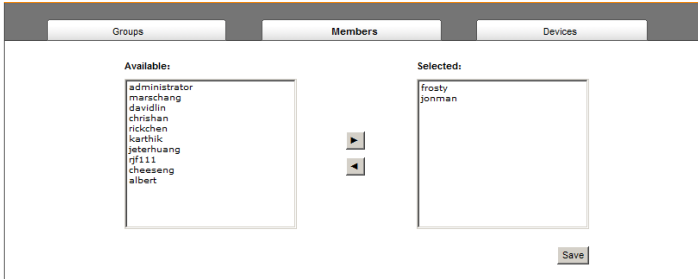 Groups
Members
Devices
Available:
administrator
marschang
davidlin
chrishan
rickchen
karthik
jeterhuang
rjf111
cheeseng
albert
Selected:
frosty
jonman
Save